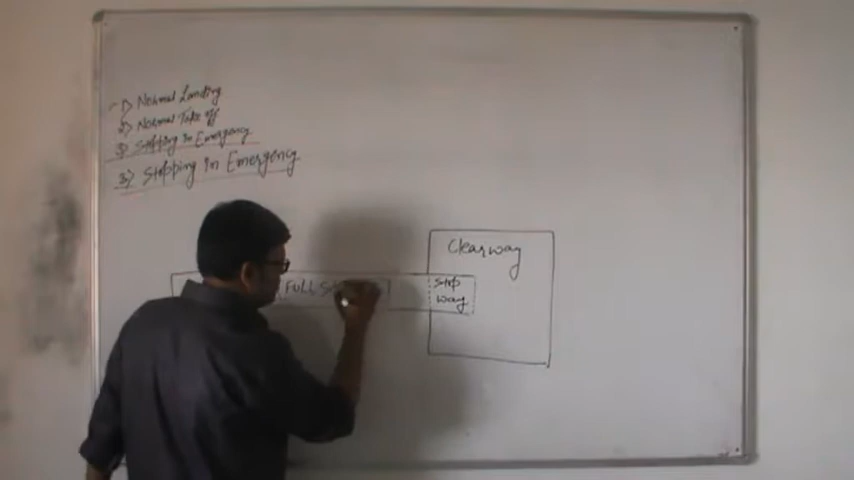 1) Normal Landing
2) Normal Take off
3) Stopping in Emergency
3) Stopping in Emergency
Clearway
FULL
Stop
way